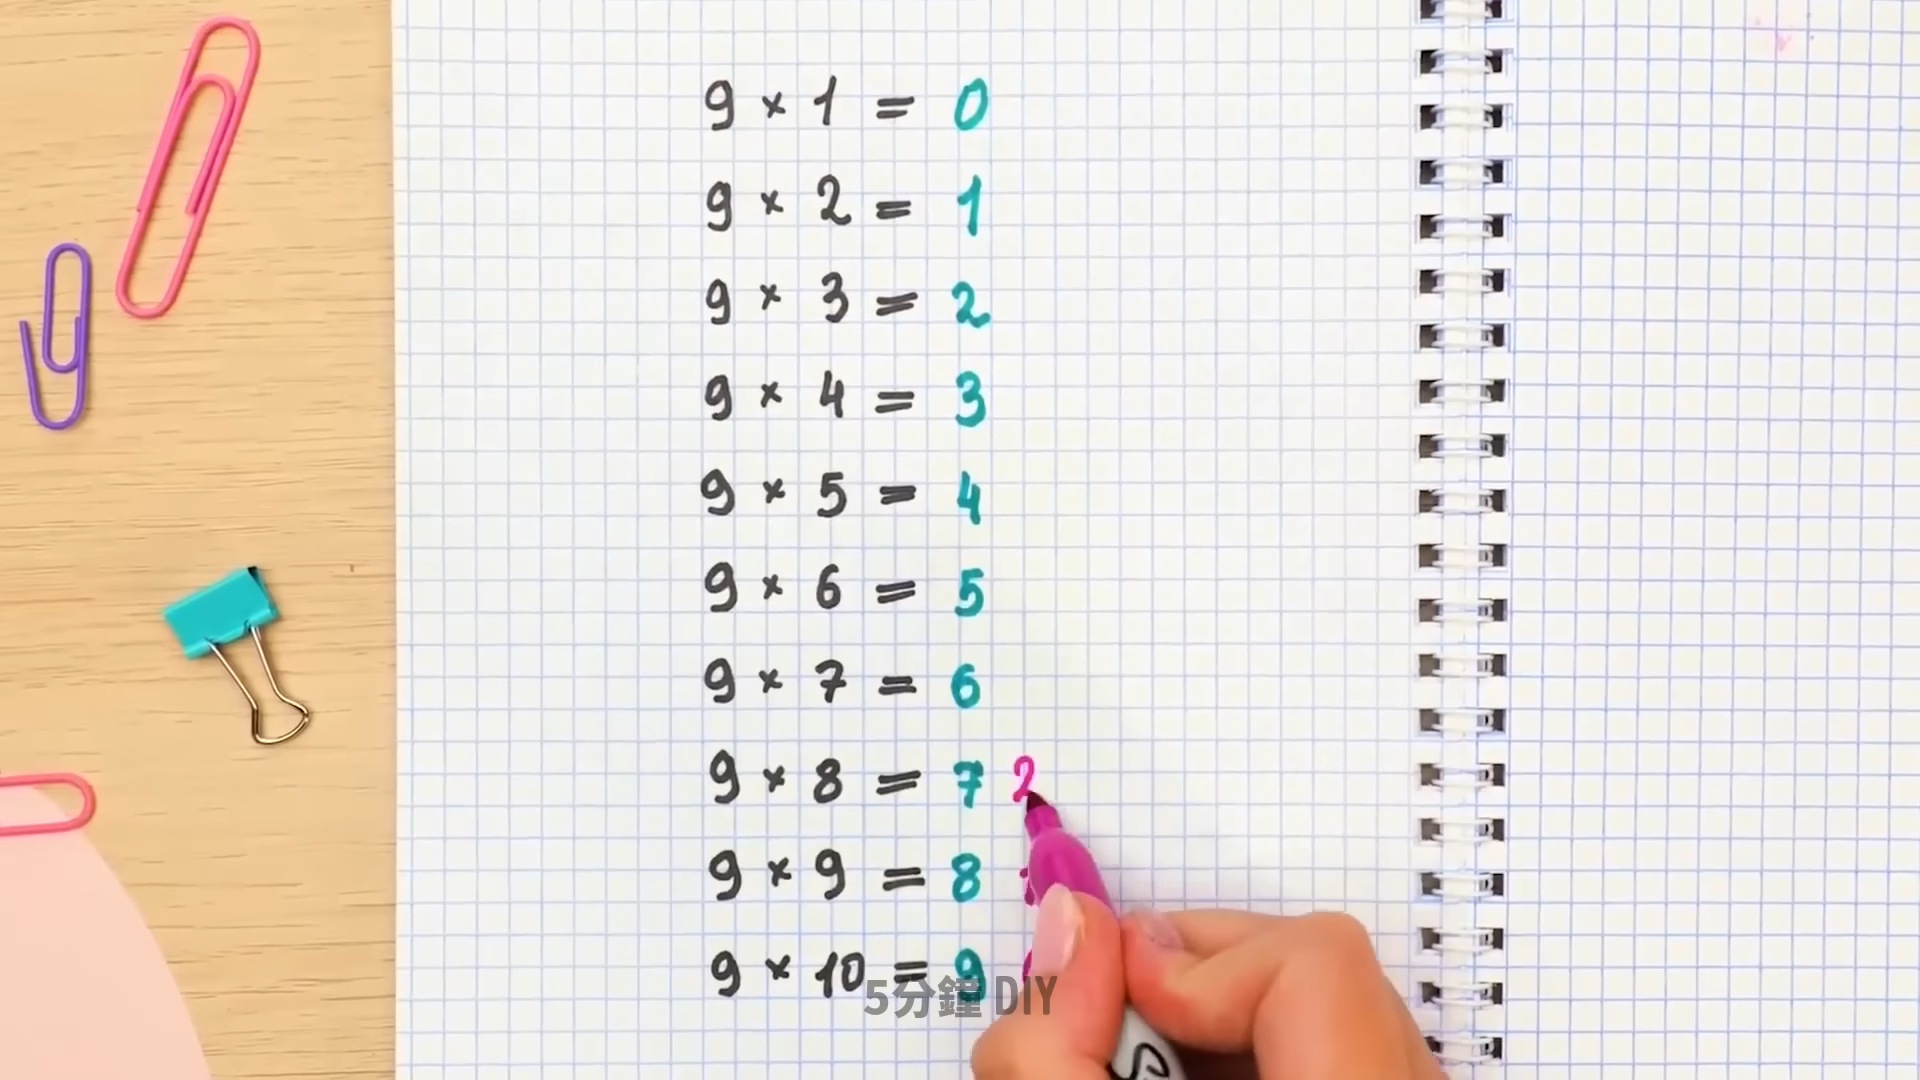 9 × 1 = 0
9 × 2 = 1
9 × 3 = 2
9 × 4 = 3
9 × 5 = 4
9 × 6 = 5
9 × 7 = 6
9 × 8 = 7 2
9 × 9 = 8
9 × 10 = 9
5分鐘 DIY